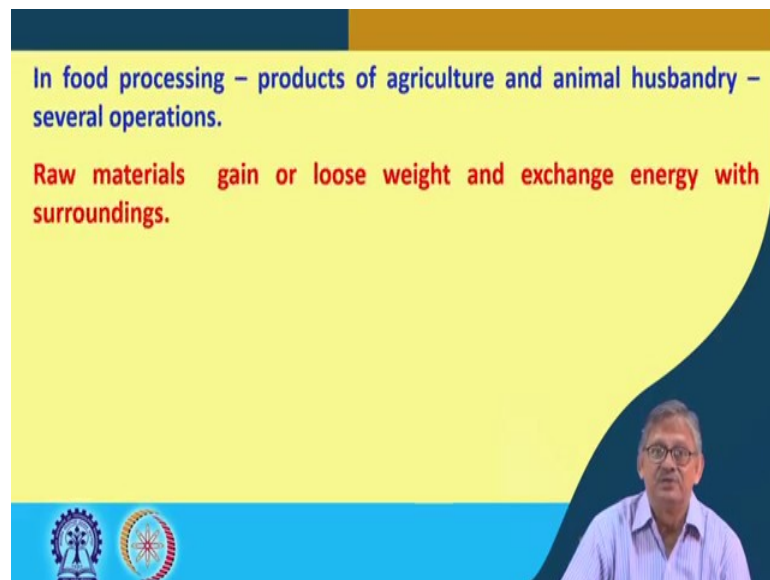 In food processing – products of agriculture and animal husbandry –
several operations.
Raw materials gain or loose weight and exchange energy with
surroundings.